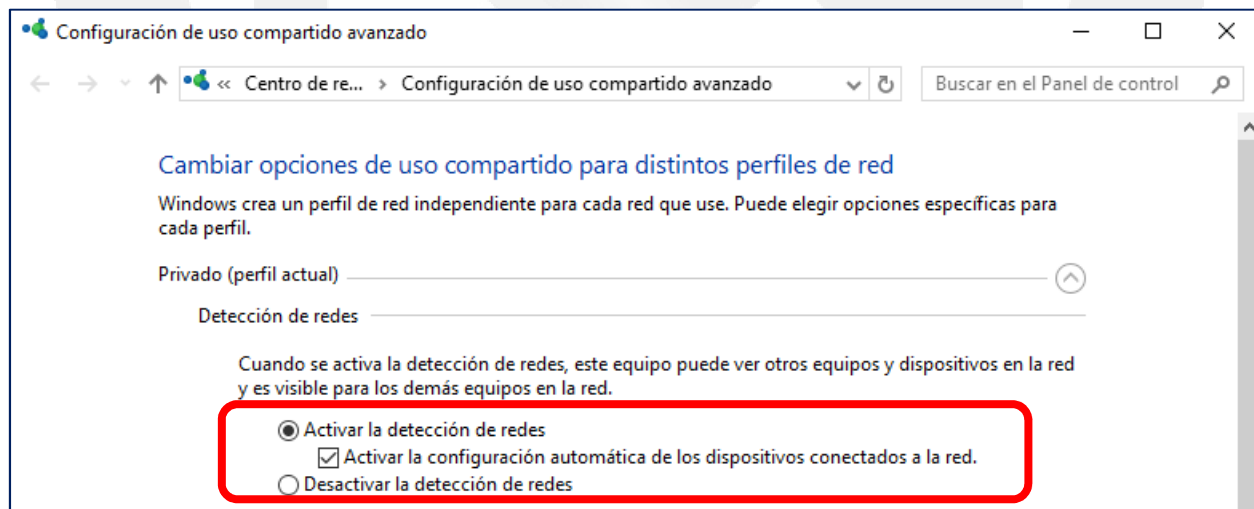 Configuración de uso compartido avanzado
« Centro de re... > Configuración de uso compartido avanzado
Buscar en el Panel de control
Cambiar opciones de uso compartido para distintos perfiles de red
Windows crea un perfil de red independiente para cada red que use. Puede elegir opciones específicas para
cada perfil.
Privado (perfil actual)
Detección de redes
Cuando se activa la detección de redes, este equipo puede ver otros equipos y dispositivos en la red
y es visible para los demás equipos en la red.
Activar la detección de redes
Activar la configuración automática de los dispositivos conectados a la red.
Desactivar la detección de redes